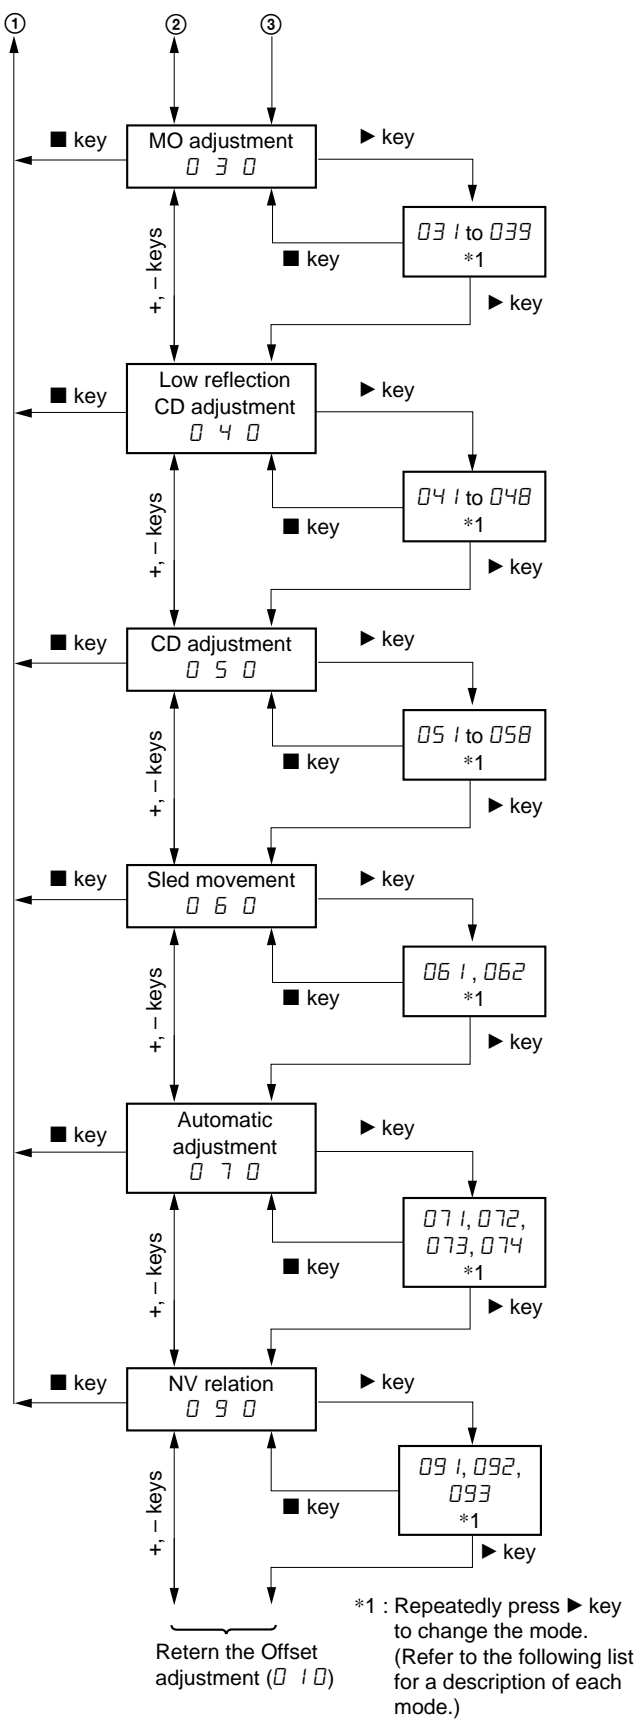 ① ② ③
■ key
MO adjustment
0 3 0
► key
031 to 039
*1
■ key
+, – keys
► key
■ key
Low reflection
CD adjustment
0 4 0
► key
041 to 048
*1
■ key
+, – keys
► key
■ key
CD adjustment
0 5 0
► key
051 to 058
*1
■ key
+, – keys
► key
■ key
Sled movement
0 6 0
► key
061, 062
*1
■ key
+, – keys
► key
■ key
Automatic
adjustment
0 7 0
► key
071, 072,
073, 074
*1
■ key
+, – keys
► key
■ key
NV relation
0 9 0
► key
091, 092,
093
*1
■ key
+, – keys
► key
Retern the Offset
adjustment (0 1 0)
*1 : Repeatedly press ► key
to change the mode.
(Refer to the following list
for a description of each
mode.)